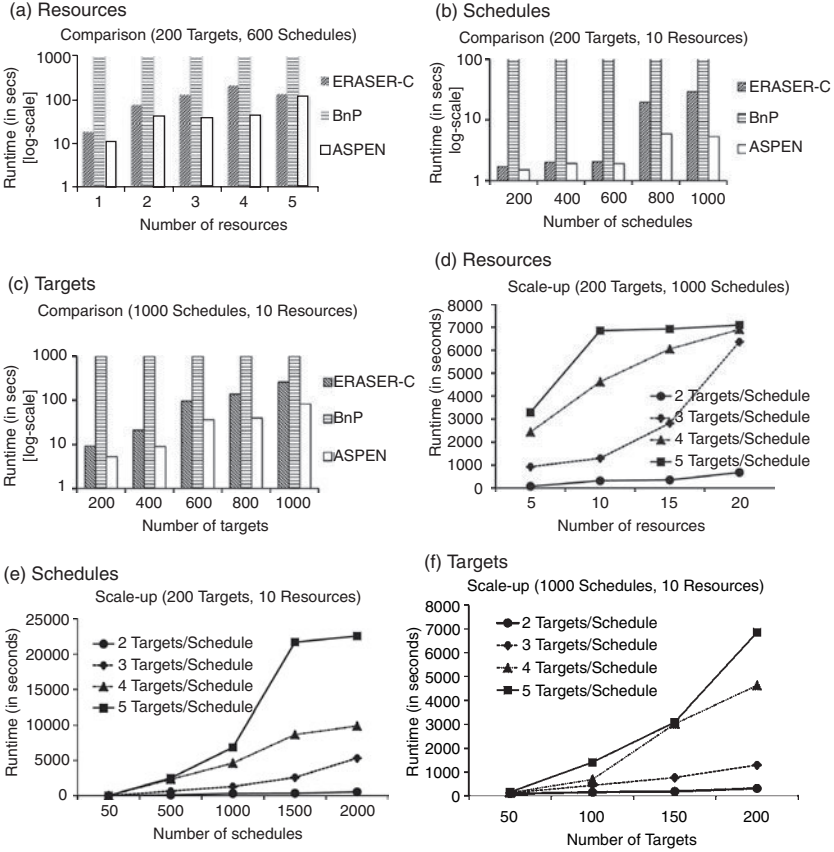 (a) Resources
Comparison (200 Targets, 600 Schedules)
Runtime (in secs)
[log-scale]
1000
100
10
1
1 2 3 4 5
Number of resources
ERASER-C
BnP
ASPEN
(b) Schedules
Comparison (200 Targets, 10 Resources)
Runtime (in secs)
log-scale]
100
10
1
200 400 600 800 1000
Number of schedules
ERASER-C
BnP
ASPEN
(c) Targets
Comparison (1000 Schedules, 10 Resources)
Runtime (in secs)
[log-scale]
1000
100
10
1
200 400 600 800 1000
Number of targets
ERASER-C
BnP
ASPEN
(d) Resources
Scale-up (200 Targets, 1000 Schedules)
Runtime (in seconds)
8000
7000
6000
5000
4000
3000
2000
1000
0
5 10 15 20
Number of resources
2 Targets/Schedule
3 Targets/Schedule
4 Targets/Schedule
5 Targets/Schedule
(e) Schedules
Scale-up (200 Targets, 10 Resources)
Runtime (in seconds)
25000
20000
15000
10000
5000
0
50 500 1000 1500 2000
Number of schedules
2 Targets/Schedule
3 Targets/Schedule
4 Targets/Schedule
5 Targets/Schedule
(f) Targets
Scale-up (1000 Schedules, 10 Resources)
Runtime (in seconds)
8000
7000
6000
5000
4000
3000
2000
1000
0
50 100 150 200
Number of Targets
2 Targets/Schedule
3 Targets/Schedule
4 Targets/Schedule
5 Targets/Schedule